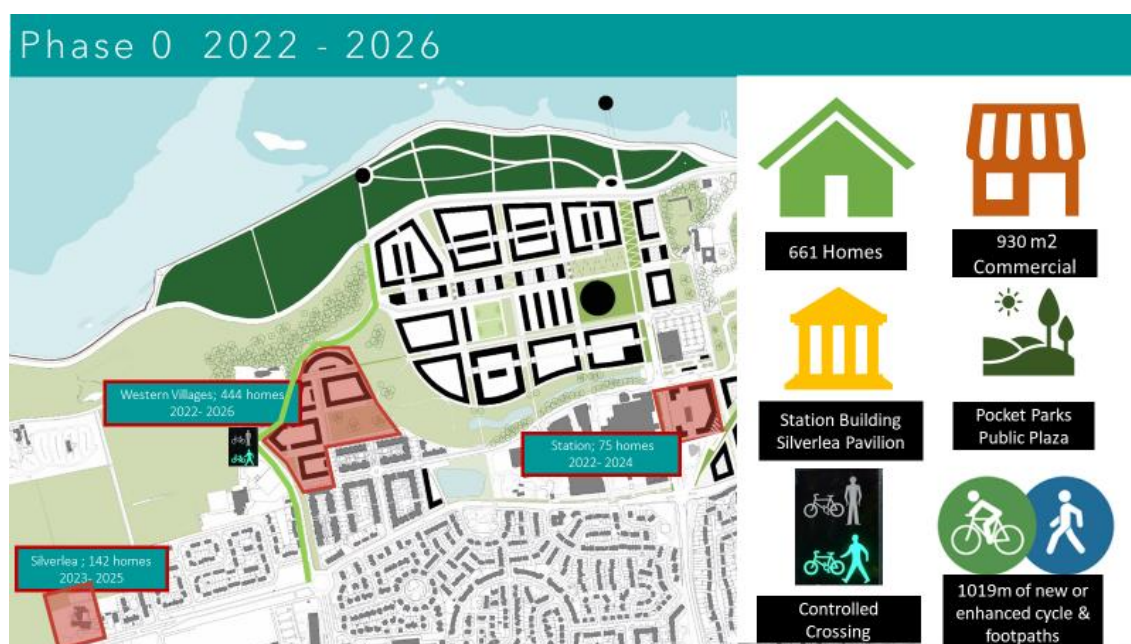 Phase 0 2022 - 2026
Western Villages; 444 homes
2022- 2026
Station; 75 homes
2022- 2024
Silverlea ; 142 homes
2023- 2025
661 Homes
930 m2
Commercial
Station Building
Silverlea Pavilion
Pocket Parks
Public Plaza
Controlled
Crossing
1019m of new or
enhanced cycle &
footpaths